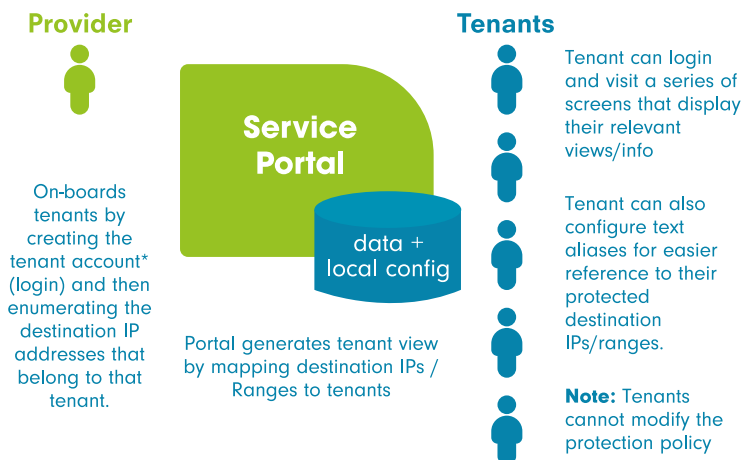 Provider
On-boards
tenants by
creating the
tenant account*
(login) and then
enumerating the
destination IP
addresses that
belong to that
tenant.
Service
Portal
data +
local config
Portal generates tenant view
by mapping destination IPs /
Ranges to tenants
Tenants
Tenant can login
and visit a series of
screens that display
their relevant
views/info
Tenant can also
configure text
aliases for easier
reference to their
protected
destination
IPs/ranges.
Note: Tenants
cannot modify the
protection policy